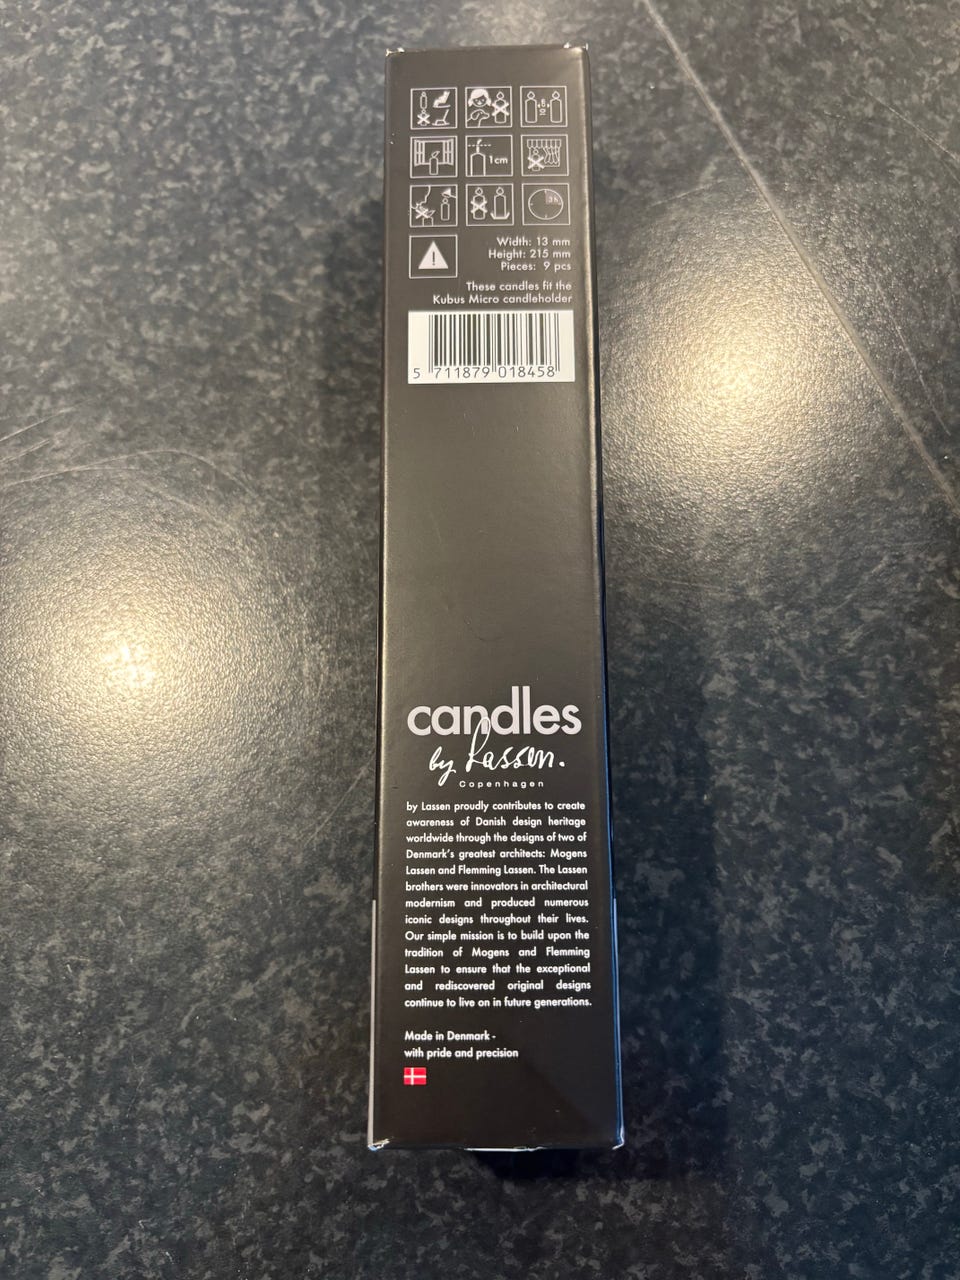 1cm
3h
Width: 13 mm
Height: 215 mm
Pieces: 9 pcs
These candles fit the
Kubus Micro candleholder
5 711879 018458
candles
by Lassen.
Copenhagen
by Lassen proudly contributes to create
awareness of Danish design heritage
worldwide through the designs of two of
Denmark's greatest architects: Mogens
Lassen and Flemming Lassen. The Lassen
brothers were innovators in architectural
modernism and produced numerous
iconic designs throughout their lives.
Our simple mission is to build upon the
tradition of Mogens and Flemming
Lassen to ensure that the exceptional
and rediscovered original designs
continue to live on in future generations.
Made in Denmark -
with pride and precision